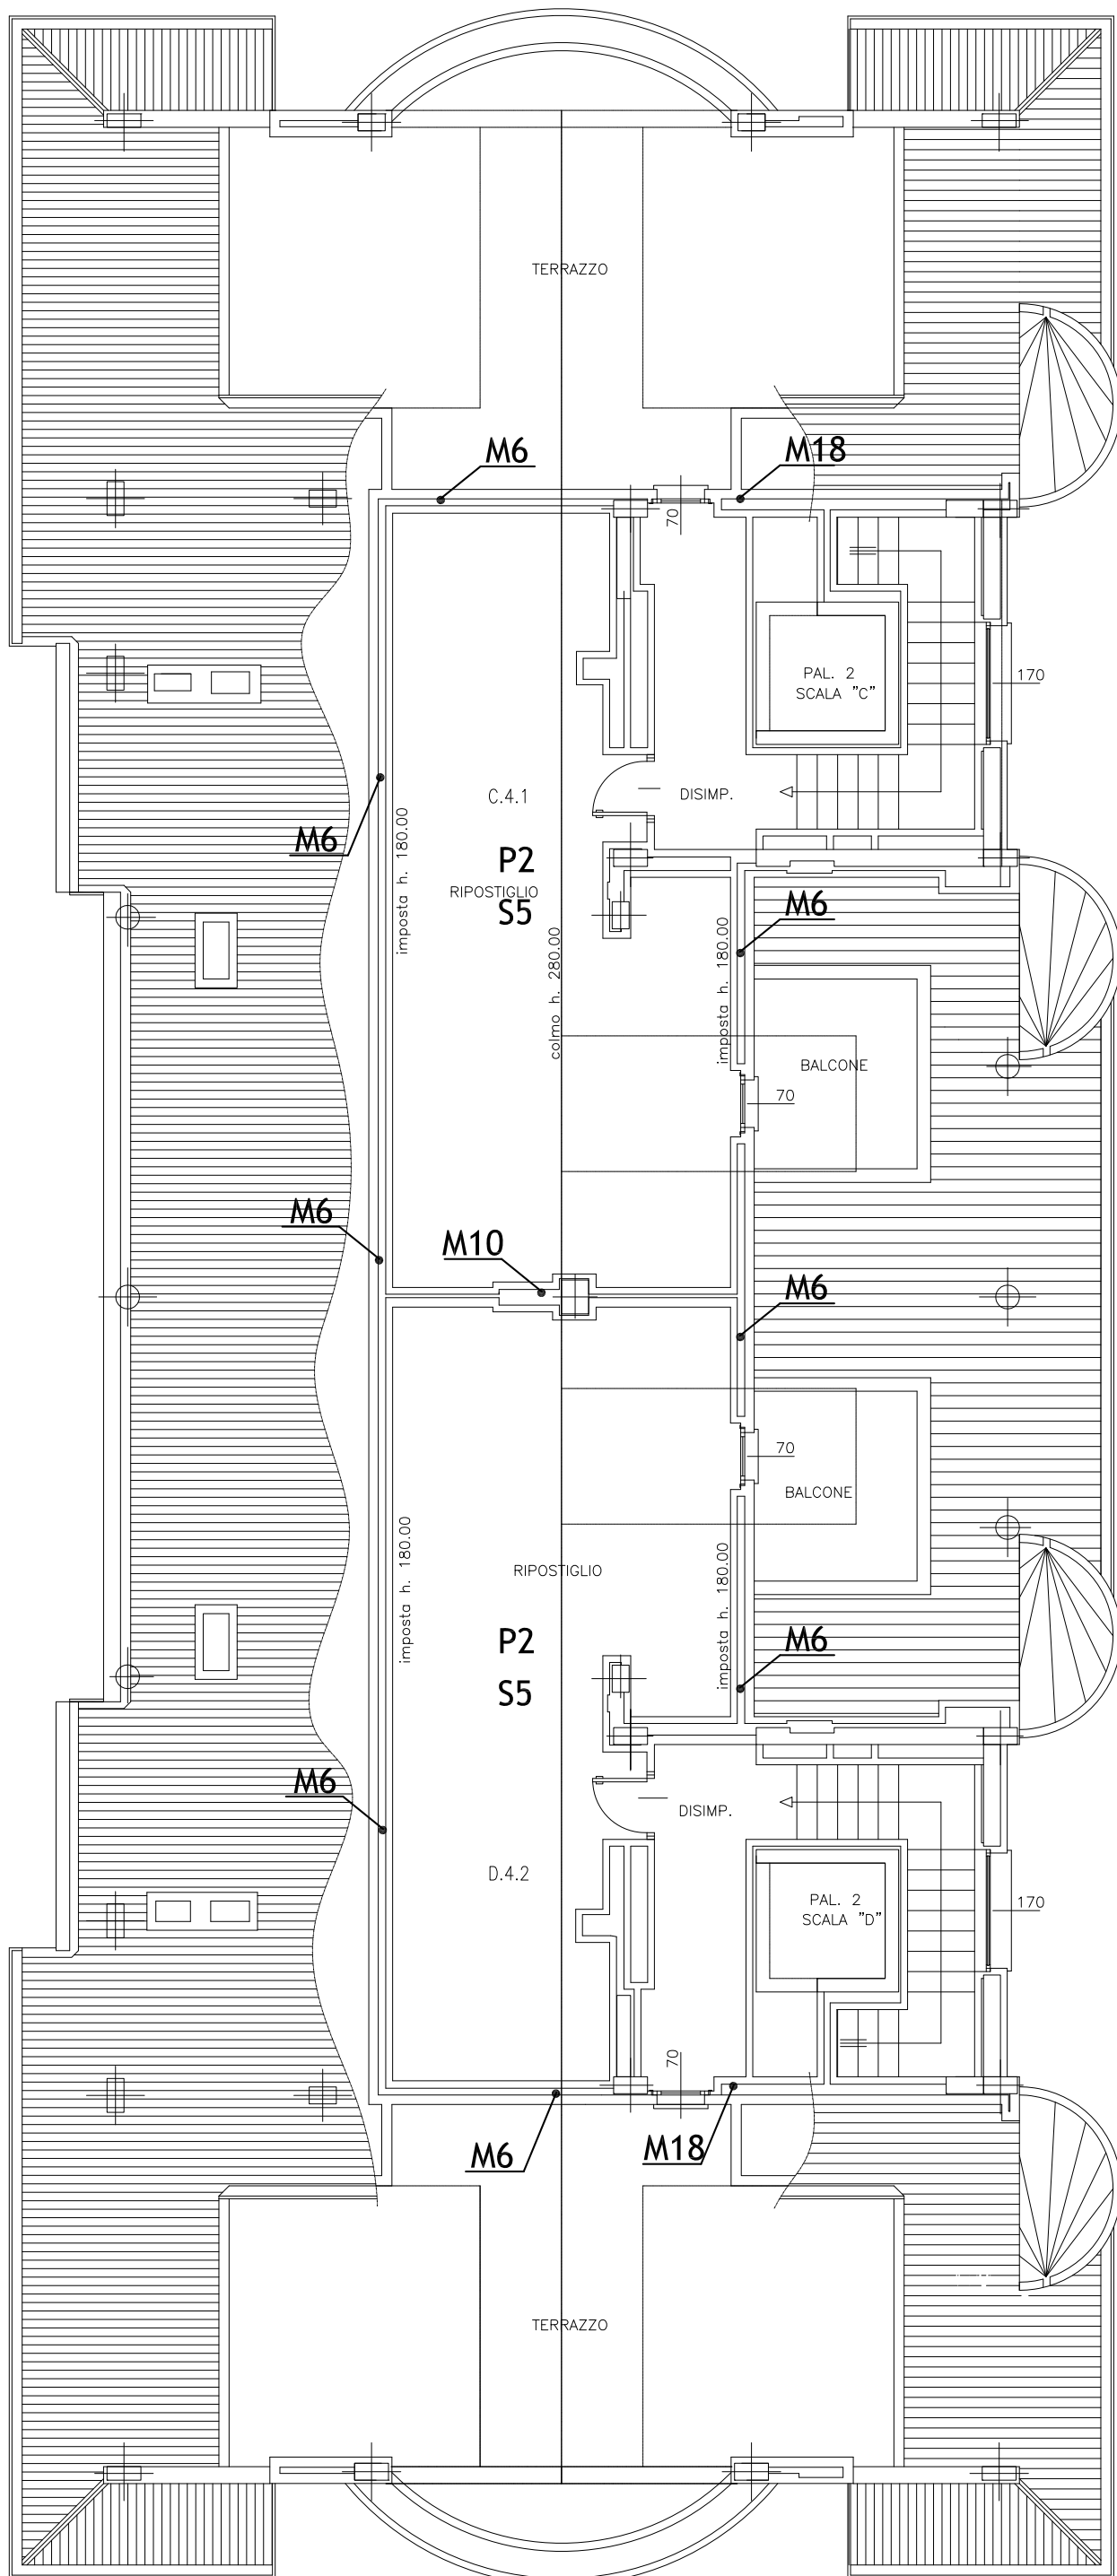 TERRAZZO
M6
M18
70
PAL. 2
SCALA "C"
170
C.4.1
DISIMP.
M6
imposta h. 180.00
P2
RIPOSTIGLIO
S5
M6
colmo h. 280.00
imposta h. 180.00
BALCONE
70
M6
M10
M6
70
BALCONE
imposta h. 180.00
RIPOSTIGLIO
imposta h. 180.00
P2
M6
S5
M6
DISIMP.
D.4.2
PAL. 2
SCALA "D"
170
70
M6
M18
TERRAZZO